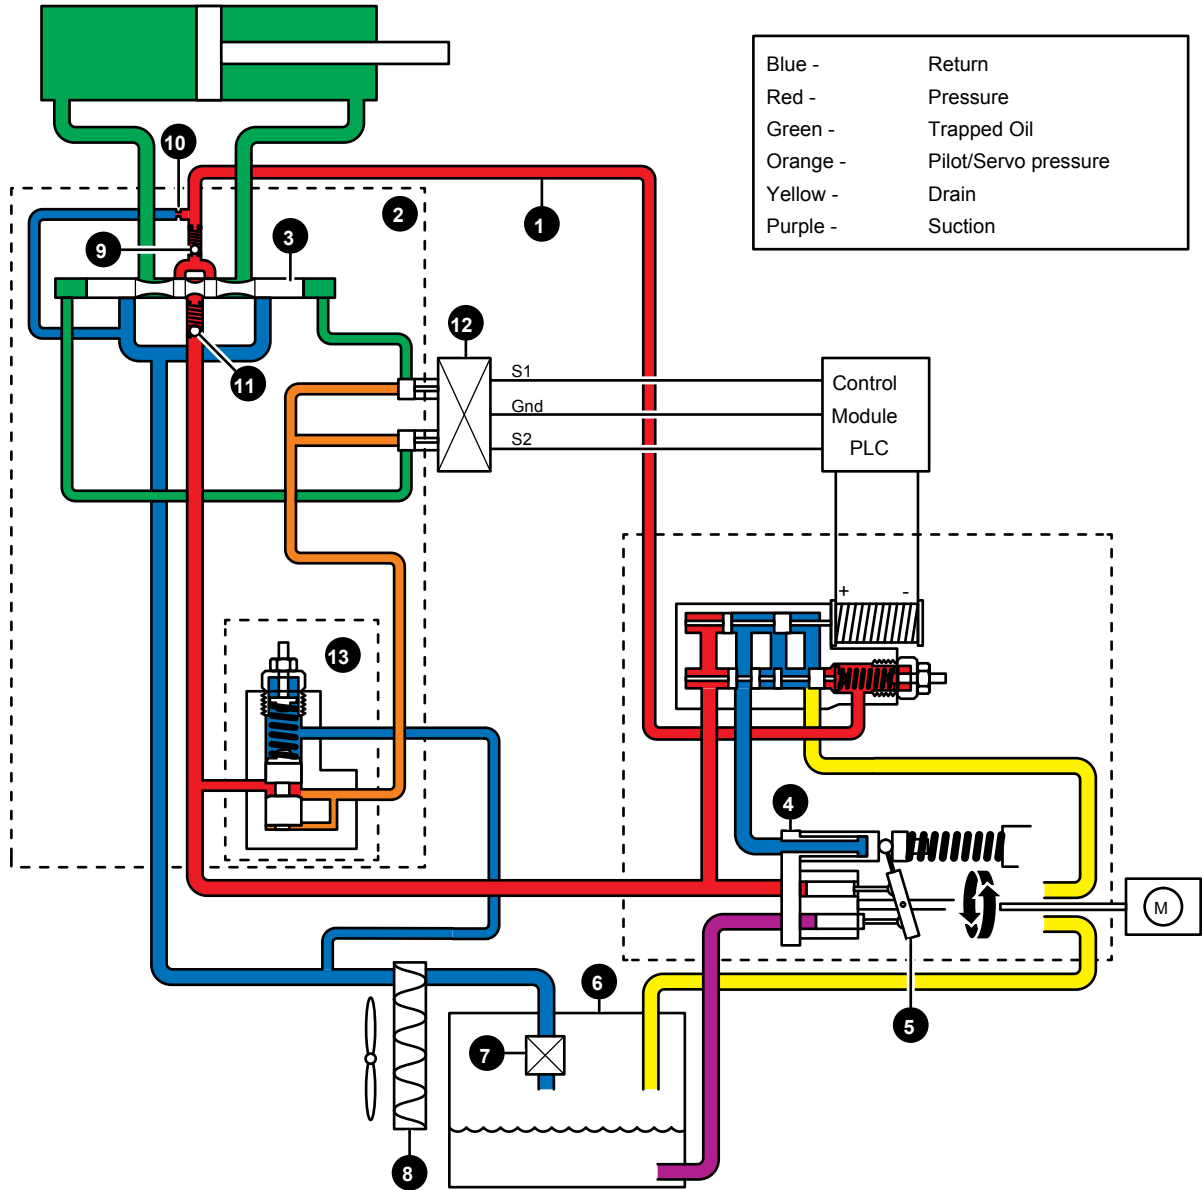 10
Blue - Return
Red - Pressure
Green - Trapped Oil
Orange - Pilot/Servo pressure
Yellow - Drain
Purple - Suction
2
1
9
3
12
11
S1
Gnd
S2
Control
Module
PLC
+ -
13
4
M
6
5
7
8